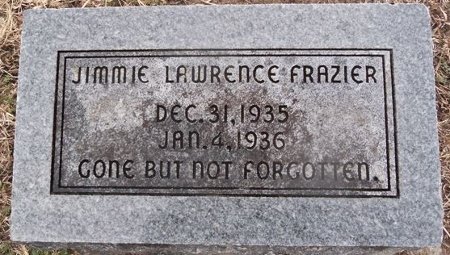 JIMMIE LAWRENCE FRAZIER
DEC. 31, 1935
JAN. 4, 1936
GONE BUT NOT FORGOTTEN.